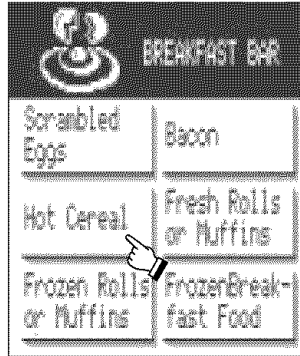 BREAKFAST BAR
Scrambled
Eggs
Bacon
Hot Cereal
Fresh Rolls
or Muffins
Frozen Rolls
or Muffins
FrozenBreak-
fast Food